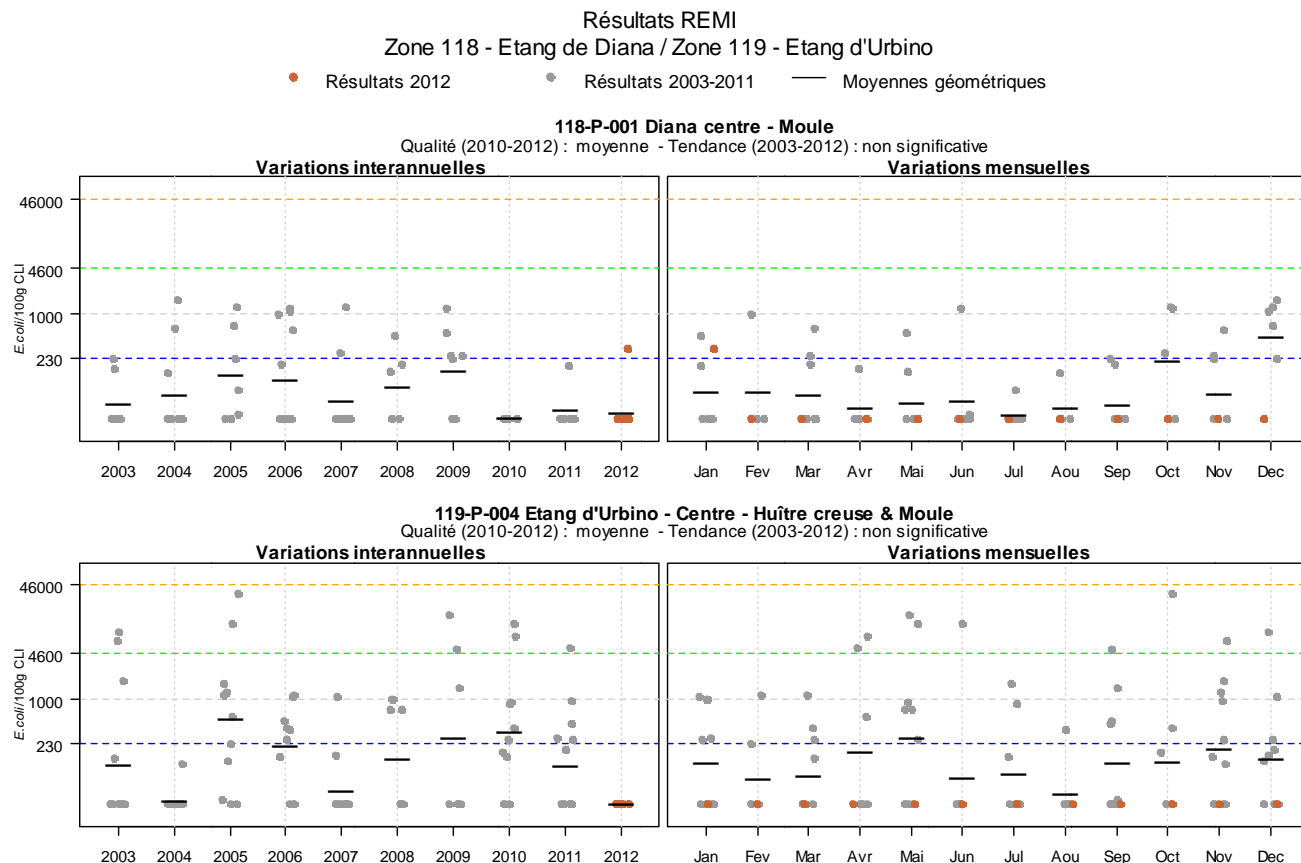 Résultats REMI
Zone 118 - Etang de Diana / Zone 119 - Etang d'Urbino
Résultats 2012 Résultats 2003-2011 Moyennes géométriques
118-P-001 Diana centre - Moule
Qualité (2010-2012) : moyenne - Tendance (2003-2012) : non significative
Variations interannuelles Variations mensuelles
46000
4600
1000
230
E.coli/100g CLI
2003 2004 2005 2006 2007 2008 2009 2010 2011 2012 Jan Fev Mar Avr Mai Jun Jul Aou Sep Oct Nov Dec
119-P-004 Etang d'Urbino - Centre - Huître creuse & Moule
Qualité (2010-2012) : moyenne - Tendance (2003-2012) : non significative
Variations interannuelles Variations mensuelles
46000
4600
1000
230
E.coli/100g CLI
2003 2004 2005 2006 2007 2008 2009 2010 2011 2012 Jan Fev Mar Avr Mai Jun Jul Aou Sep Oct Nov Dec